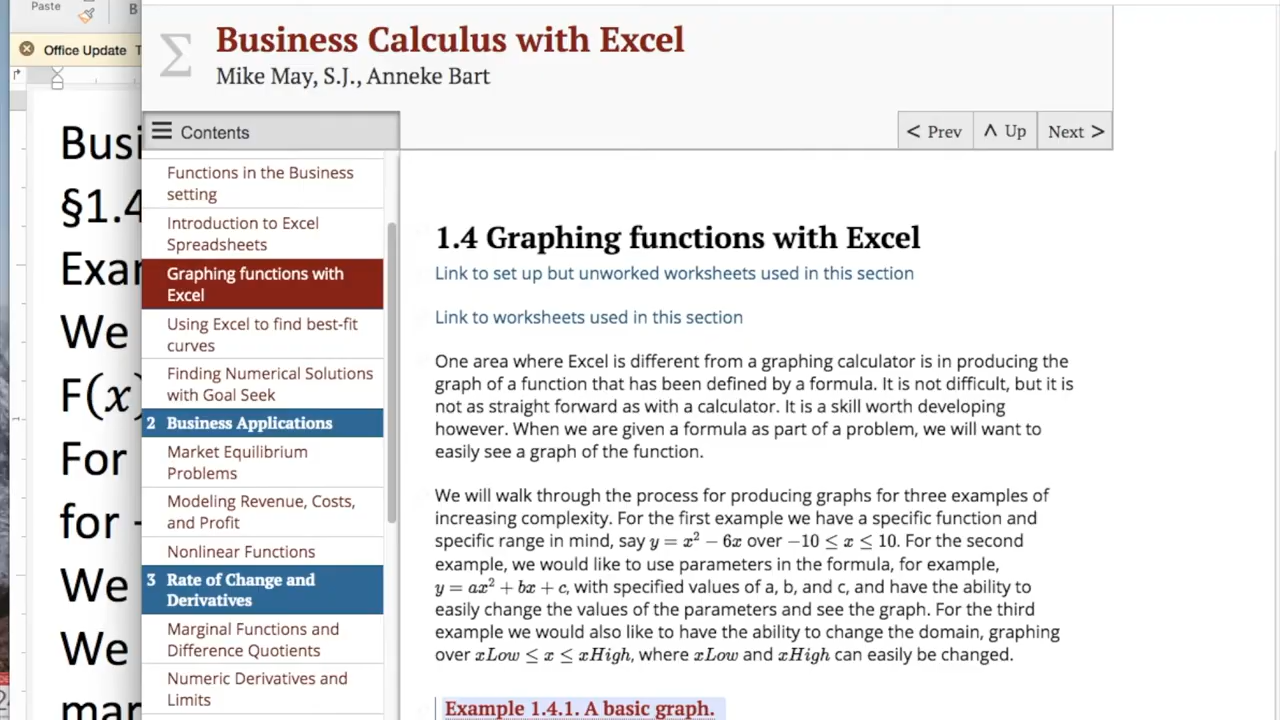 Paste
B
Office Update
Busi
§1.4
Exam
We
F(x)
For
for -
We
We
mar
Business Calculus with Excel
Mike May, S.J., Anneke Bart
Contents
< Prev
Up
Next >
Functions in the Business
setting
Introduction to Excel
Spreadsheets
Graphing functions with
Excel
Using Excel to find best-fit
curves
Finding Numerical Solutions
with Goal Seek
2 Business Applications
Market Equilibrium
Problems
Modeling Revenue, Costs,
and Profit
Nonlinear Functions
3 Rate of Change and
Derivatives
Marginal Functions and
Difference Quotients
Numeric Derivatives and
Limits
1.4 Graphing functions with Excel
Link to set up but unworked worksheets used in this section
Link to worksheets used in this section
One area where Excel is different from a graphing calculator is in producing the
graph of a function that has been defined by a formula. It is not difficult, but it is
not as straight forward as with a calculator. It is a skill worth developing
however. When we are given a formula as part of a problem, we will want to
easily see a graph of the function.
We will walk through the process for producing graphs for three examples of
increasing complexity. For the first example we have a specific function and
specific range in mind, say y = x² − 6x over −10 ≤ x ≤ 10. For the second
example, we would like to use parameters in the formula, for example,
y = ax² + bx + c, with specified values of a, b, and c, and have the ability to
easily change the values of the parameters and see the graph. For the third
example we would also like to have the ability to change the domain, graphing
over xLow ≤ x ≤ xHigh, where xLow and xHigh can easily be changed.
Example 1.4.1. A basic graph.